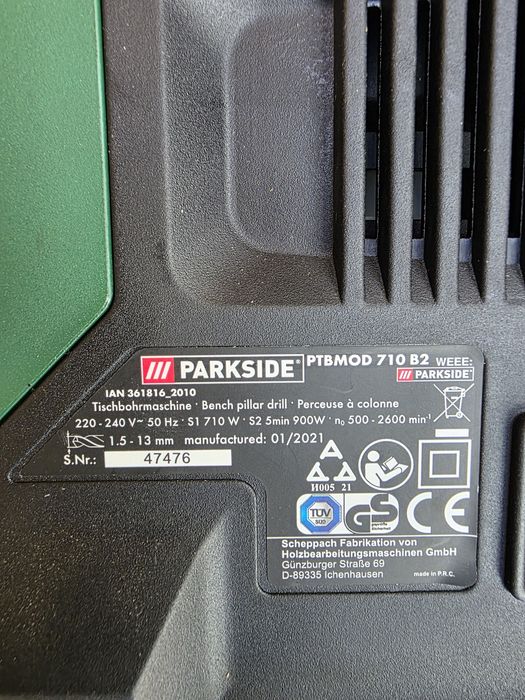 PARKSIDE® PTBMOD 710 B2 WEEE:
PARKSIDE
IAN 361816_2010
Tischbohrmaschine · Bench pillar drill · Perceuse à colonne
220 - 240 V~ 50 Hz · S1 710 W · S2 5min 900W · n₀ 500 - 2600 min⁻¹
1.5 - 13 mm manufactured: 01/2021
S.Nr.: 47476
И005 21
TÜV SÜD
GS
CE
Scheppach Fabrikation von
Holzbearbeitungsmaschinen GmbH
Günzburger Straße 69
D-89335 Ichenhausen made in P.R.C.